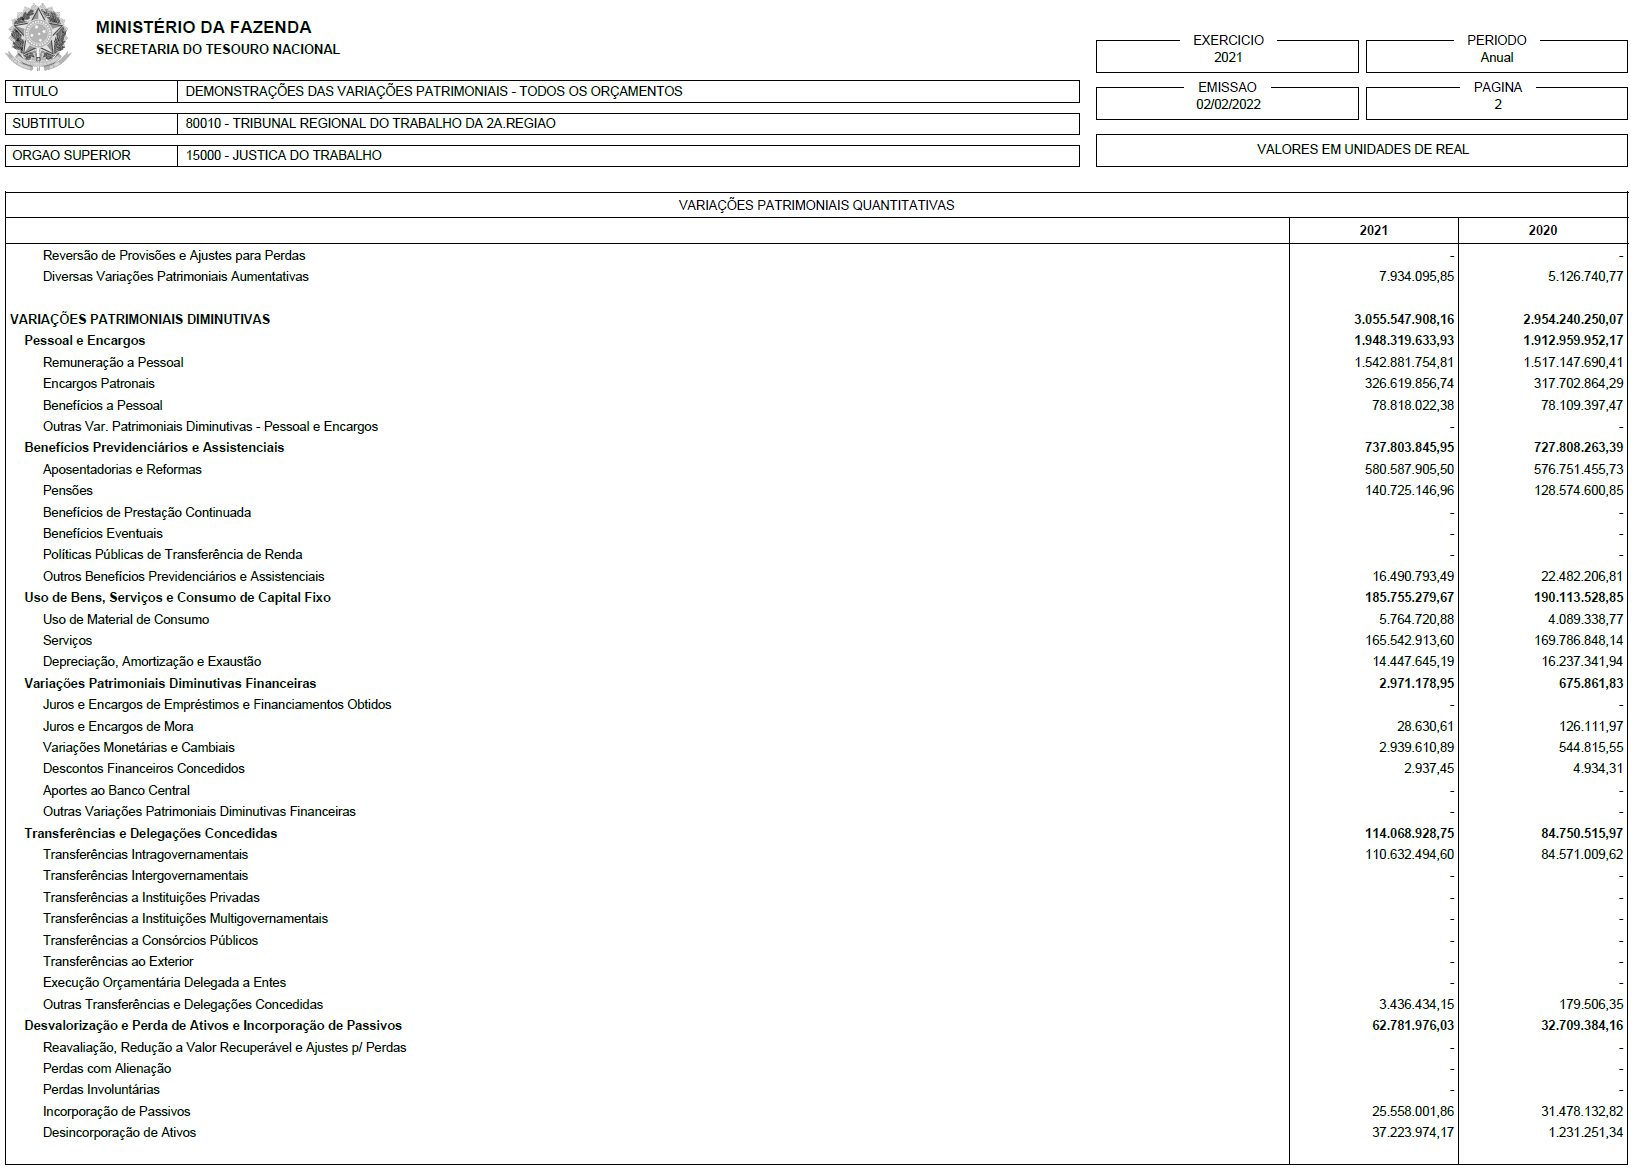 MINISTÉRIO DA FAZENDA
SECRETARIA DO TESOURO NACIONAL
EXERCICIO
2021
PERIODO
Anual
EMISSAO
02/02/2022
PAGINA
2
TITULO DEMONSTRAÇÕES DAS VARIAÇÕES PATRIMONIAIS - TODOS OS ORÇAMENTOS
SUBTITULO 80010 - TRIBUNAL REGIONAL DO TRABALHO DA 2A.REGIAO
ORGAO SUPERIOR 15000 - JUSTICA DO TRABALHO
VALORES EM UNIDADES DE REAL
VARIAÇÕES PATRIMONIAIS QUANTITATIVAS
2021 2020
Reversão de Provisões e Ajustes para Perdas - -
Diversas Variações Patrimoniais Aumentativas 7.934.095,85 5.126.740,77
VARIAÇÕES PATRIMONIAIS DIMINUTIVAS 3.055.547.908,16 2.954.240.250,07
Pessoal e Encargos 1.948.319.633,93 1.912.959.952,17
Remuneração a Pessoal 1.542.881.754,81 1.517.147.690,41
Encargos Patronais 326.619.856,74 317.702.864,29
Benefícios a Pessoal 78.818.022,38 78.109.397,47
Outras Var. Patrimoniais Diminutivas - Pessoal e Encargos - -
Benefícios Previdenciários e Assistenciais 737.803.845,95 727.808.263,39
Aposentadorias e Reformas 580.587.905,50 576.751.455,73
Pensões 140.725.146,96 128.574.600,85
Benefícios de Prestação Continuada - -
Benefícios Eventuais - -
Políticas Públicas de Transferência de Renda - -
Outros Benefícios Previdenciários e Assistenciais 16.490.793,49 22.482.206,81
Uso de Bens, Serviços e Consumo de Capital Fixo 185.755.279,67 190.113.528,85
Uso de Material de Consumo 5.764.720,88 4.089.338,77
Serviços 165.542.913,60 169.786.848,14
Depreciação, Amortização e Exaustão 14.447.645,19 16.237.341,94
Variações Patrimoniais Diminutivas Financeiras 2.971.178,95 675.861,83
Juros e Encargos de Empréstimos e Financiamentos Obtidos - -
Juros e Encargos de Mora 28.630,61 126.111,97
Variações Monetárias e Cambiais 2.939.610,89 544.815,55
Descontos Financeiros Concedidos 2.937,45 4.934,31
Aportes ao Banco Central - -
Outras Variações Patrimoniais Diminutivas Financeiras - -
Transferências e Delegações Concedidas 114.068.928,75 84.750.515,97
Transferências Intragovernamentais 110.632.494,60 84.571.009,62
Transferências Intergovernamentais - -
Transferências a Instituições Privadas - -
Transferências a Instituições Multigovernamentais - -
Transferências a Consórcios Públicos - -
Transferências ao Exterior - -
Execução Orçamentária Delegada a Entes - -
Outras Transferências e Delegações Concedidas 3.436.434,15 179.506,35
Desvalorização e Perda de Ativos e Incorporação de Passivos 62.781.976,03 32.709.384,16
Reavaliação, Redução a Valor Recuperável e Ajustes p/ Perdas - -
Perdas com Alienação - -
Perdas Involuntárias - -
Incorporação de Passivos 25.558.001,86 31.478.132,82
Desincorporação de Ativos 37.223.974,17 1.231.251,34